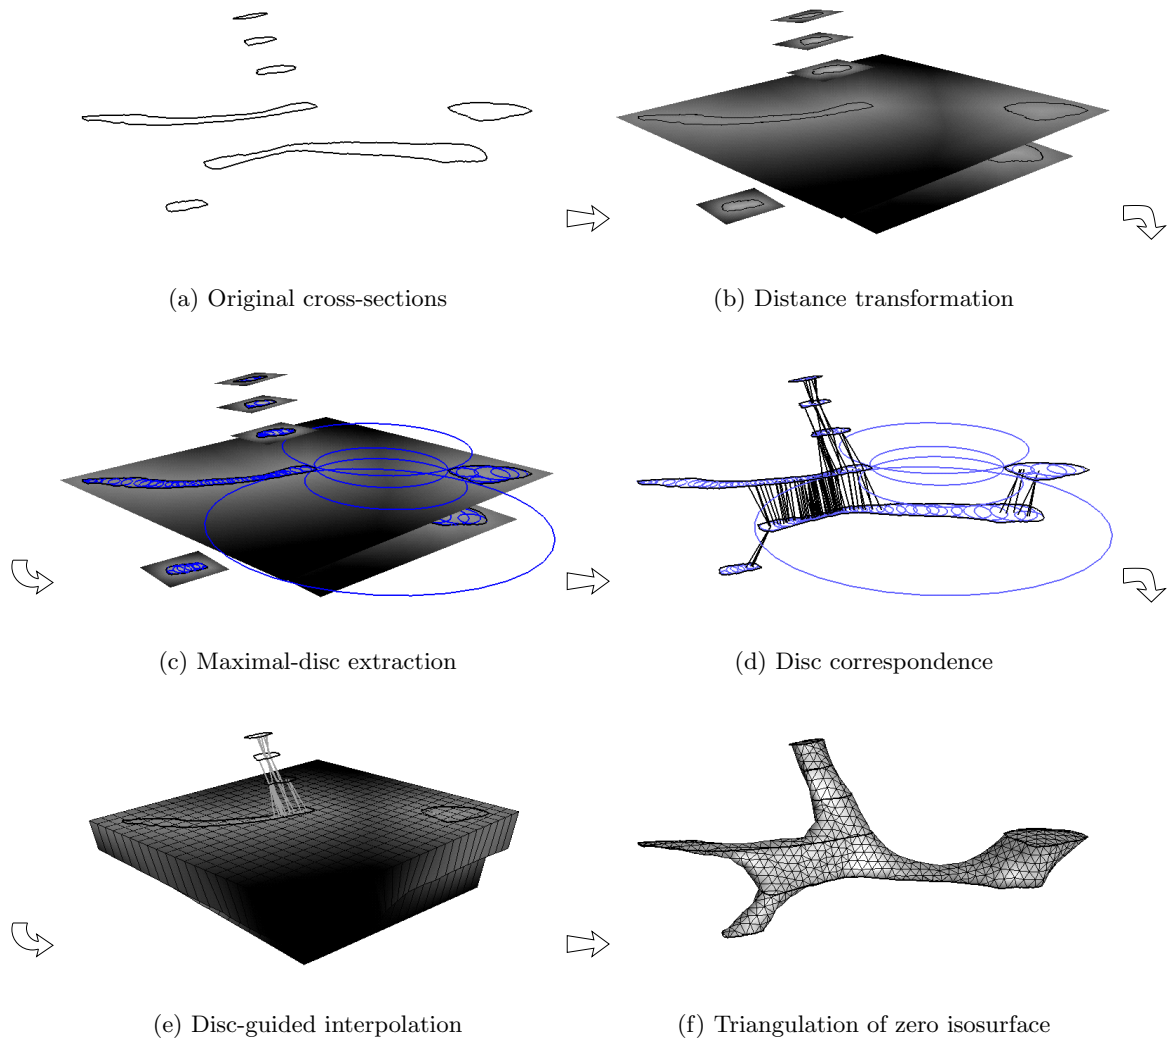 (a) Original cross-sections
(b) Distance transformation
(c) Maximal-disc extraction
(d) Disc correspondence
(e) Disc-guided interpolation
(f) Triangulation of zero isosurface